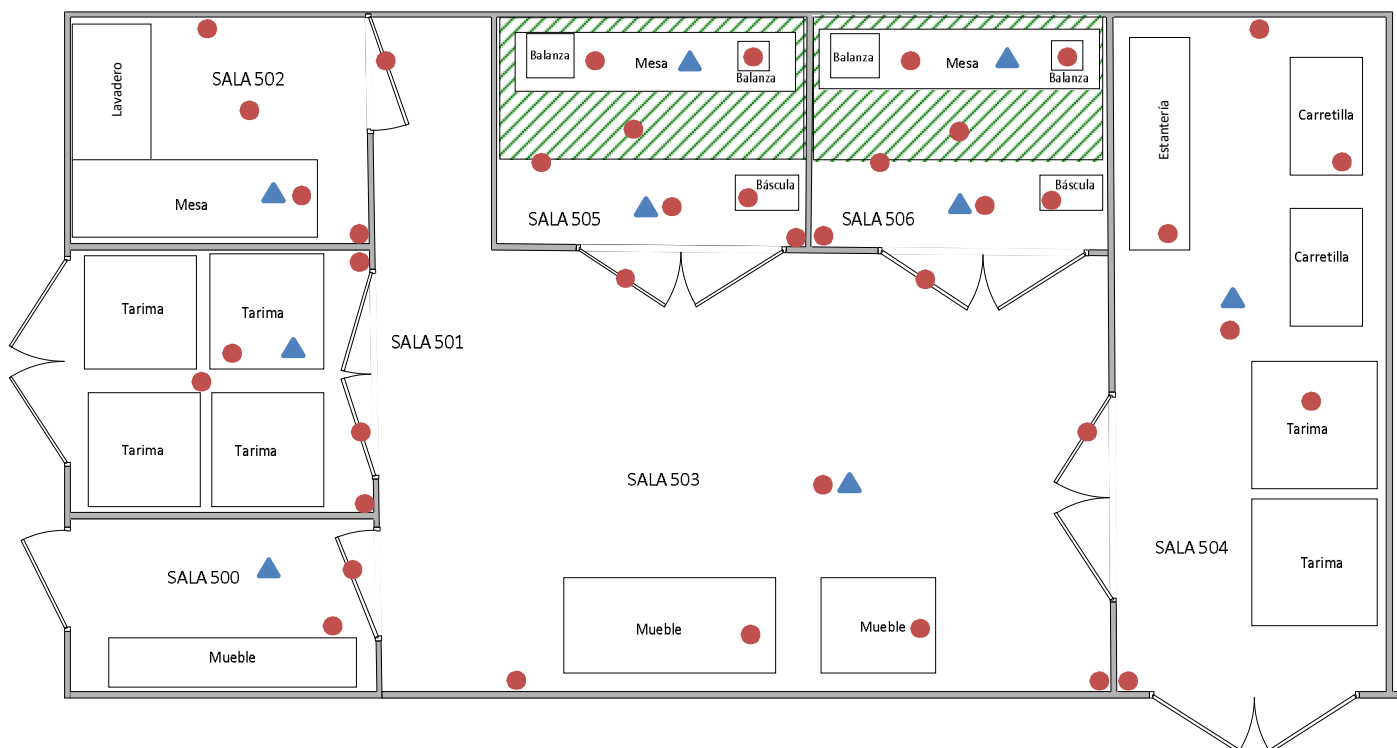 Lavadero
SALA 502
Mesa
Balanza
Mesa
Balanza
Balanza
Mesa
Balanza
Báscula
SALA 505
Báscula
SALA 506
Estantería
Carretilla
Carretilla
Tarima
Tarima
Tarima
Tarima
SALA 501
SALA 503
Tarima
SALA 504
Tarima
SALA 500
Mueble
Mueble
Mueble